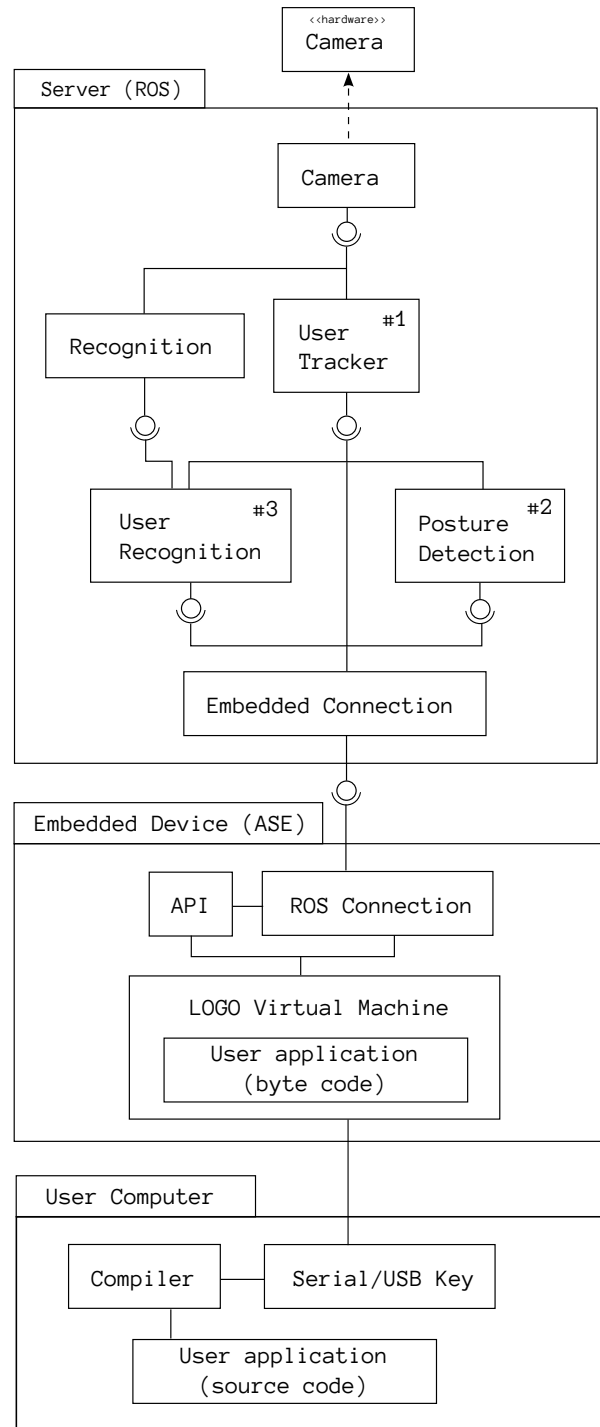 ‹‹hardware››
Camera
Server (ROS)
Camera
Recognition
#1
User
Tracker
#3
User
Recognition
#2
Posture
Detection
Embedded Connection
Embedded Device (ASE)
API
ROS Connection
LOGO Virtual Machine
User application
(byte code)
User Computer
Compiler
Serial/USB Key
User application
(source code)